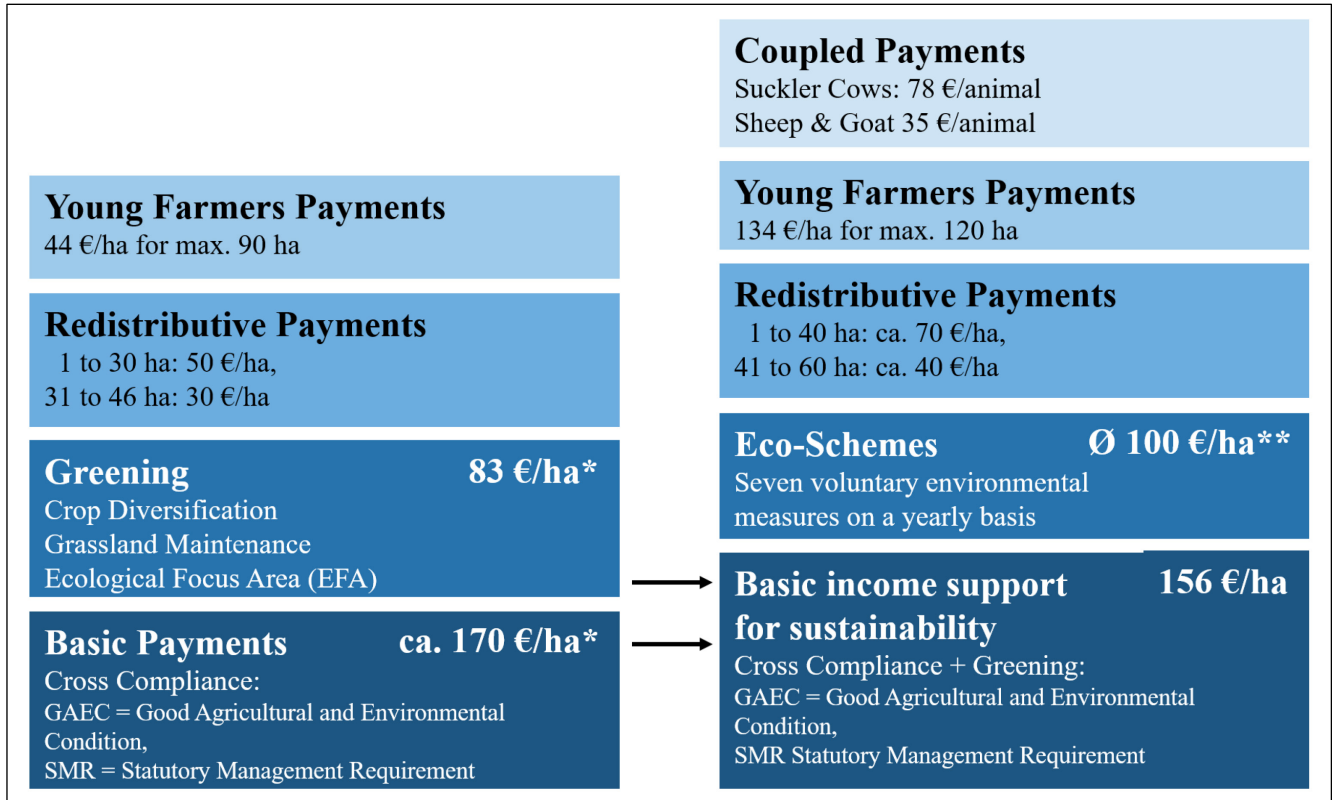 Young Farmers Payments
44 €/ha for max. 90 ha
Redistributive Payments
1 to 30 ha: 50 €/ha,
31 to 46 ha: 30 €/ha
Greening 83 €/ha*
Crop Diversification
Grassland Maintenance
Ecological Focus Area (EFA)
Basic Payments ca. 170 €/ha*
Cross Compliance:
GAEC = Good Agricultural and Environmental
Condition,
SMR = Statutory Management Requirement
Coupled Payments
Suckler Cows: 78 €/animal
Sheep & Goat 35 €/animal
Young Farmers Payments
134 €/ha for max. 120 ha
Redistributive Payments
1 to 40 ha: ca. 70 €/ha,
41 to 60 ha: ca. 40 €/ha
Eco-Schemes Ø 100 €/ha**
Seven voluntary environmental
measures on a yearly basis
Basic income support 156 €/ha
for sustainability
Cross Compliance + Greening:
GAEC = Good Agricultural and Environmental
Condition,
SMR Statutory Management Requirement